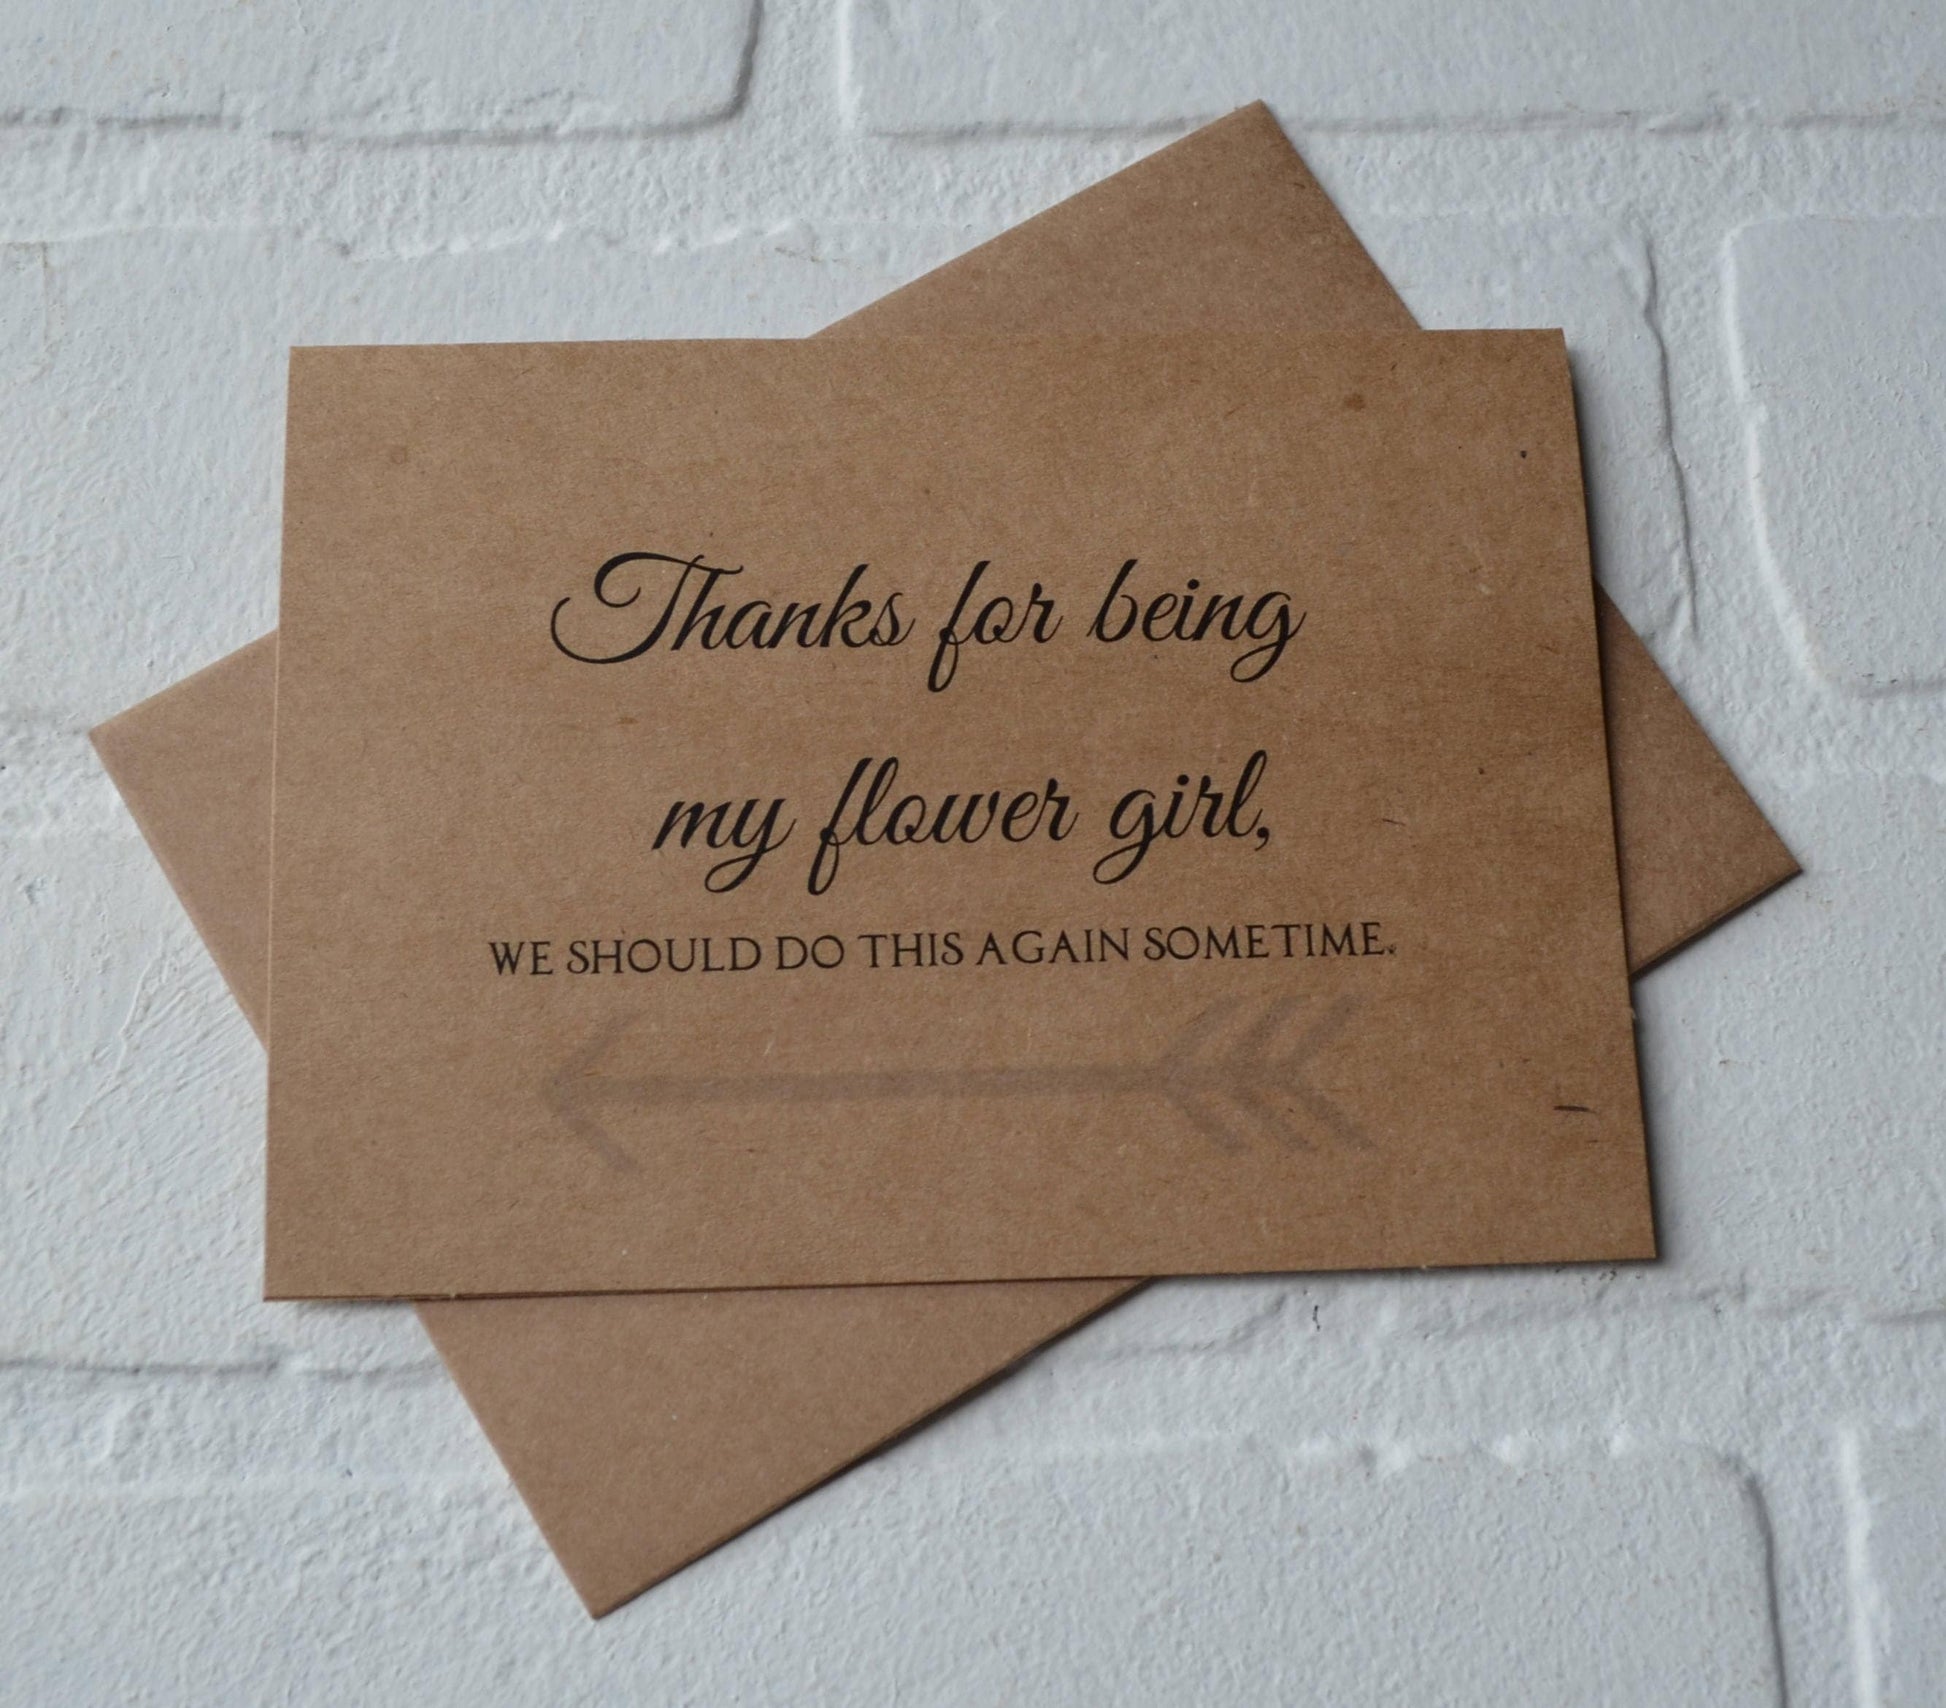 Thanks for being
my flower girl,
WE SHOULD DO THIS AGAIN SOMETIME.